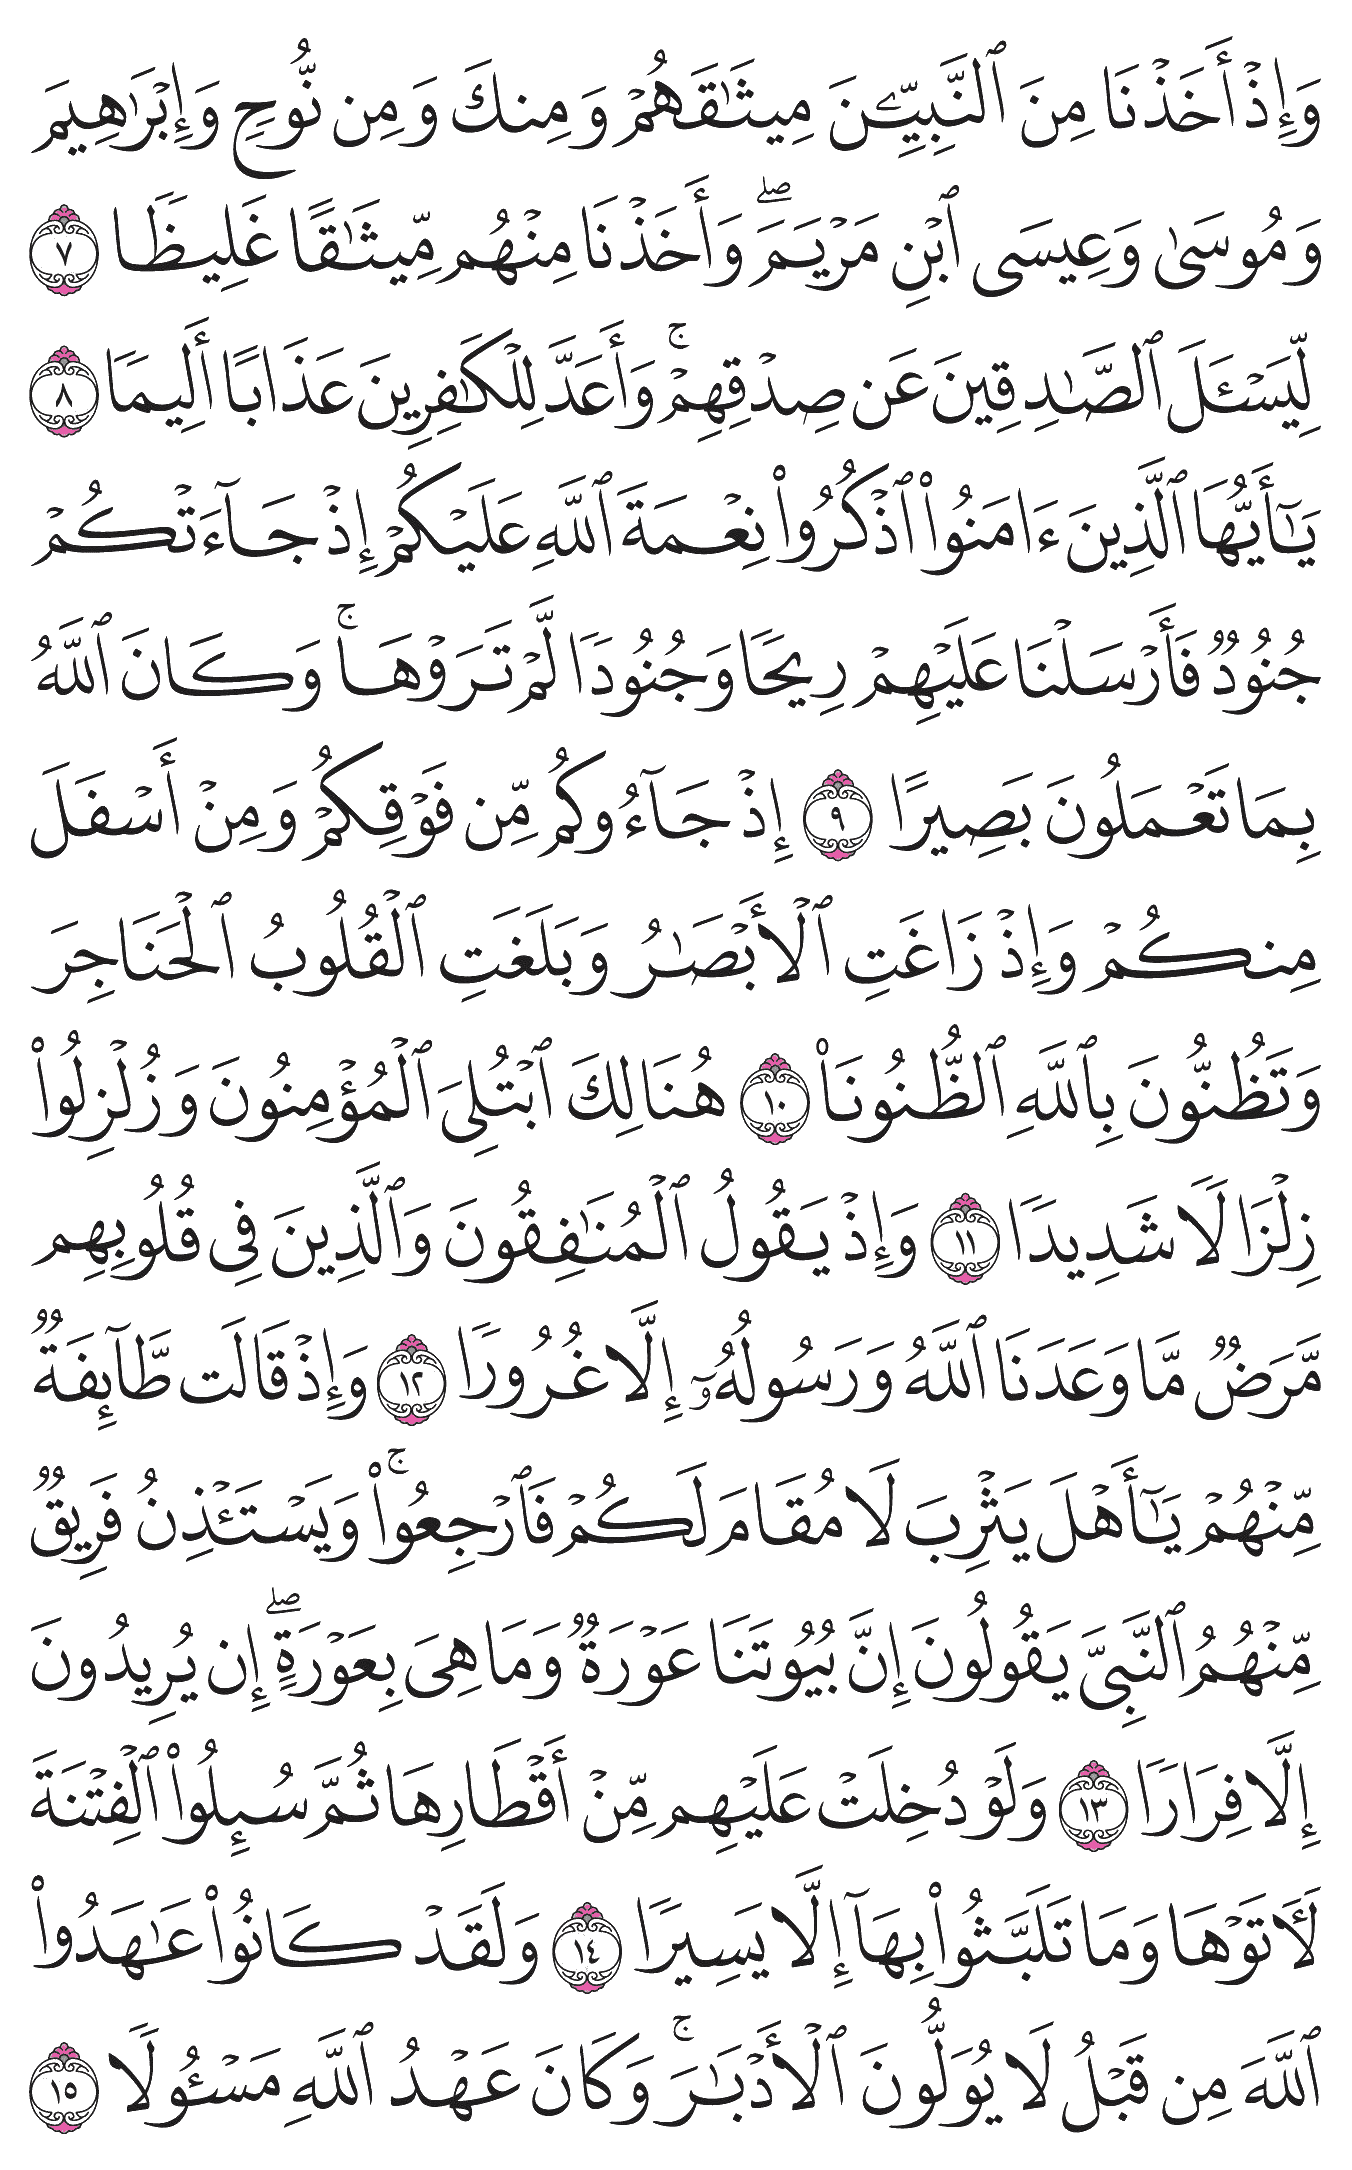 وَإِذْ أَخَذْنَا مِنَ ٱلنَّبِيِّـۧنَ مِيثَٰقَهُمْ وَمِنكَ وَمِن نُّوحٍ وَإِبْرَٰهِيمَ
وَمُوسَىٰ وَعِيسَى ٱبْنِ مَرْيَمَ ۖ وَأَخَذْنَا مِنْهُم مِّيثَٰقًا غَلِيظًا ٧
لِّيَسْـَٔلَ ٱلصَّٰدِقِينَ عَن صِدْقِهِمْ ۚ وَأَعَدَّ لِلْكَٰفِرِينَ عَذَابًا أَلِيمًا ٨
يَٰٓأَيُّهَا ٱلَّذِينَ ءَامَنُوا۟ ٱذْكُرُوا۟ نِعْمَةَ ٱللَّهِ عَلَيْكُمْ إِذْ جَآءَتْكُمْ
جُنُودٌ فَأَرْسَلْنَا عَلَيْهِمْ رِيحًا وَجُنُودًا لَّمْ تَرَوْهَا ۚ وَكَانَ ٱللَّهُ
بِمَا تَعْمَلُونَ بَصِيرًا ٩ إِذْ جَآءُوكُم مِّن فَوْقِكُمْ وَمِنْ أَسْفَلَ
مِنكُمْ وَإِذْ زَاغَتِ ٱلْأَبْصَٰرُ وَبَلَغَتِ ٱلْقُلُوبُ ٱلْحَنَاجِرَ
وَتَظُنُّونَ بِٱللَّهِ ٱلظُّنُونَا۠ ١٠ هُنَالِكَ ٱبْتُلِىَ ٱلْمُؤْمِنُونَ وَزُلْزِلُوا۟
زِلْزَالًا شَدِيدًا ١١ وَإِذْ يَقُولُ ٱلْمُنَٰفِقُونَ وَٱلَّذِينَ فِى قُلُوبِهِم
مَّرَضٌ مَّا وَعَدَنَا ٱللَّهُ وَرَسُولُهُۥٓ إِلَّا غُرُورًا ١٢ وَإِذْ قَالَت طَّآئِفَةٌ
مِّنْهُمْ يَٰٓأَهْلَ يَثْرِبَ لَا مُقَامَ لَكُمْ فَٱرْجِعُوا۟ ۚ وَيَسْتَـْٔذِنُ فَرِيقٌ
مِّنْهُمُ ٱلنَّبِىَّ يَقُولُونَ إِنَّ بُيُوتَنَا عَوْرَةٌ وَمَا هِىَ بِعَوْرَةٍ ۖ إِن يُرِيدُونَ
إِلَّا فِرَارًا ١٣ وَلَوْ دُخِلَتْ عَلَيْهِم مِّنْ أَقْطَارِهَا ثُمَّ سُئِلُوا۟ ٱلْفِتْنَةَ
لَـَٔاتَوْهَا وَمَا تَلَبَّثُوا۟ بِهَآ إِلَّا يَسِيرًا ١٤ وَلَقَدْ كَانُوا۟ عَٰهَدُوا۟
ٱللَّهَ مِن قَبْلُ لَا يُوَلُّونَ ٱلْأَدْبَٰرَ ۚ وَكَانَ عَهْدُ ٱللَّهِ مَسْـُٔولًا ١٥